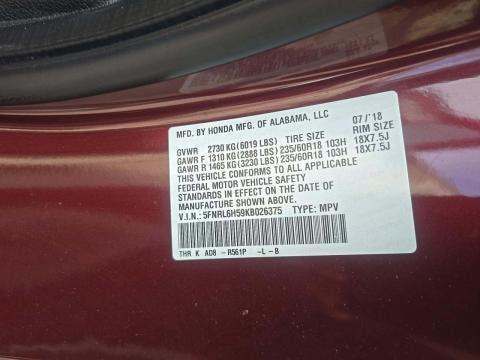 MFD. BY HONDA MFG. OF ALABAMA, LLC 07/'18
GVWR 2730 KG (6019 LBS) TIRE SIZE RIM SIZE
GAWR F 1310 KG (2888 LBS) 235/60R18 103H 18X7.5J
GAWR R 1465 KG (3230 LBS) 235/60R18 103H 18X7.5J
THIS VEHICLE CONFORMS TO ALL APPLICABLE
FEDERAL MOTOR VEHICLE SAFETY
STANDARDS IN EFFECT ON THE DATE OF
MANUFACTURE SHOWN ABOVE.
V.I.N.: 5FNRL6H59KB026375 TYPE: MPV
THR K A08 - R561P -L - B